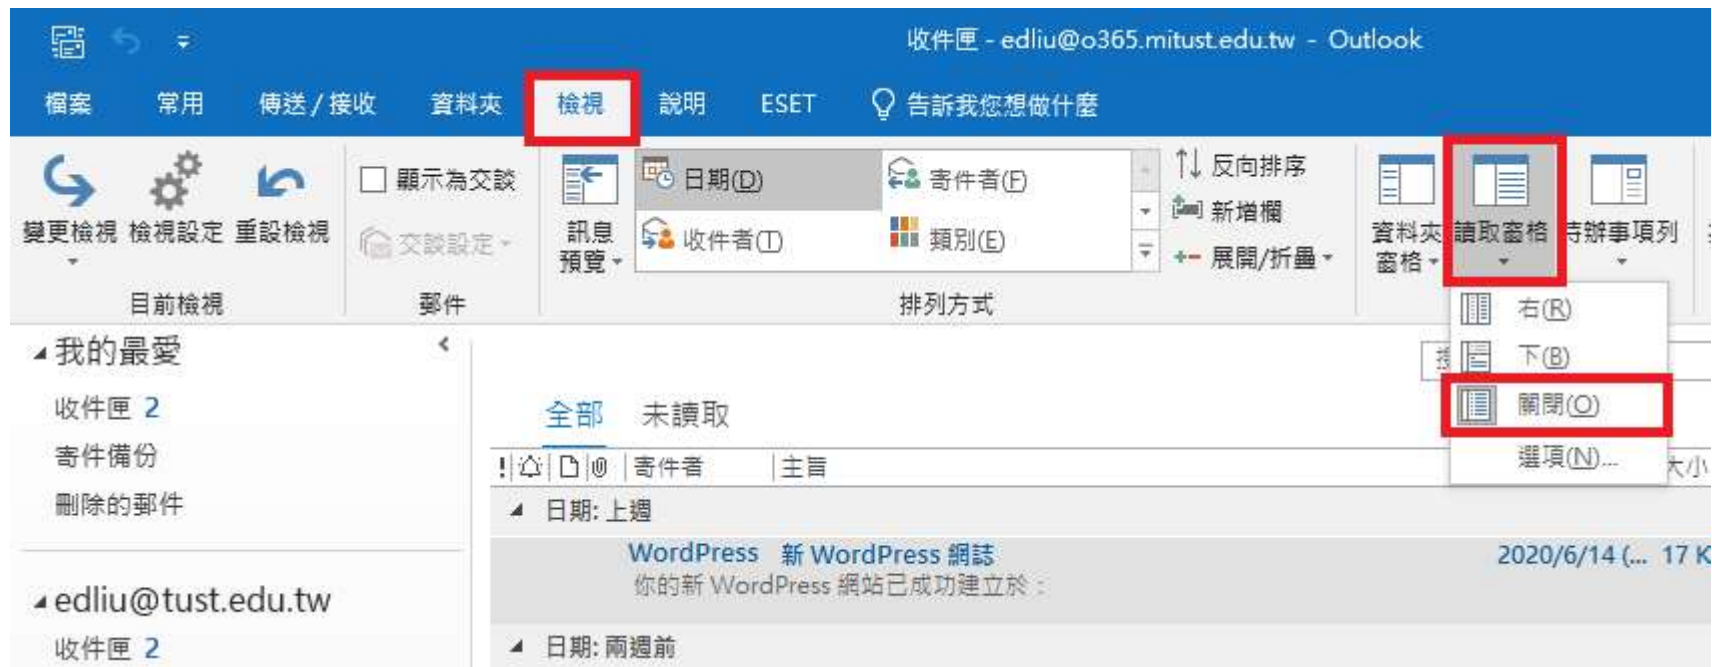 收件匣 - edliu@o365.mitust.edu.tw - Outlook
檔案 常用 傳送 / 接收 資料夾 檢視 說明 ESET 告訴我您想做什麼
變更檢視 檢視設定 重設檢視
目前檢視
顯示為交談
交談設定
郵件
訊息
預覽
日期(D) 寄件者(F)
收件者(T) 類別(E)
反向排序
新增欄
展開/折疊
排列方式
資料夾
窗格
讀取窗格
待辦事項列
右(R)
下(B)
關閉(O)
選項(N)...
我的最愛
收件匣 2
寄件備份
刪除的郵件
edliu@tust.edu.tw
收件匣 2
全部 未讀取
寄件者 主旨 大小
日期: 上週
WordPress 新 WordPress 網誌 2020/6/14 (... 17 K
你的新 WordPress 網站已成功建立於：
日期: 兩週前